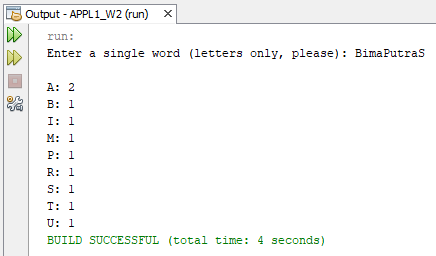 Output - APPL1_W2 (run)
run:
Enter a single word (letters only, please): BimaPutraS
A: 2
B: 1
I: 1
M: 1
P: 1
R: 1
S: 1
T: 1
U: 1
BUILD SUCCESSFUL (total time: 4 seconds)